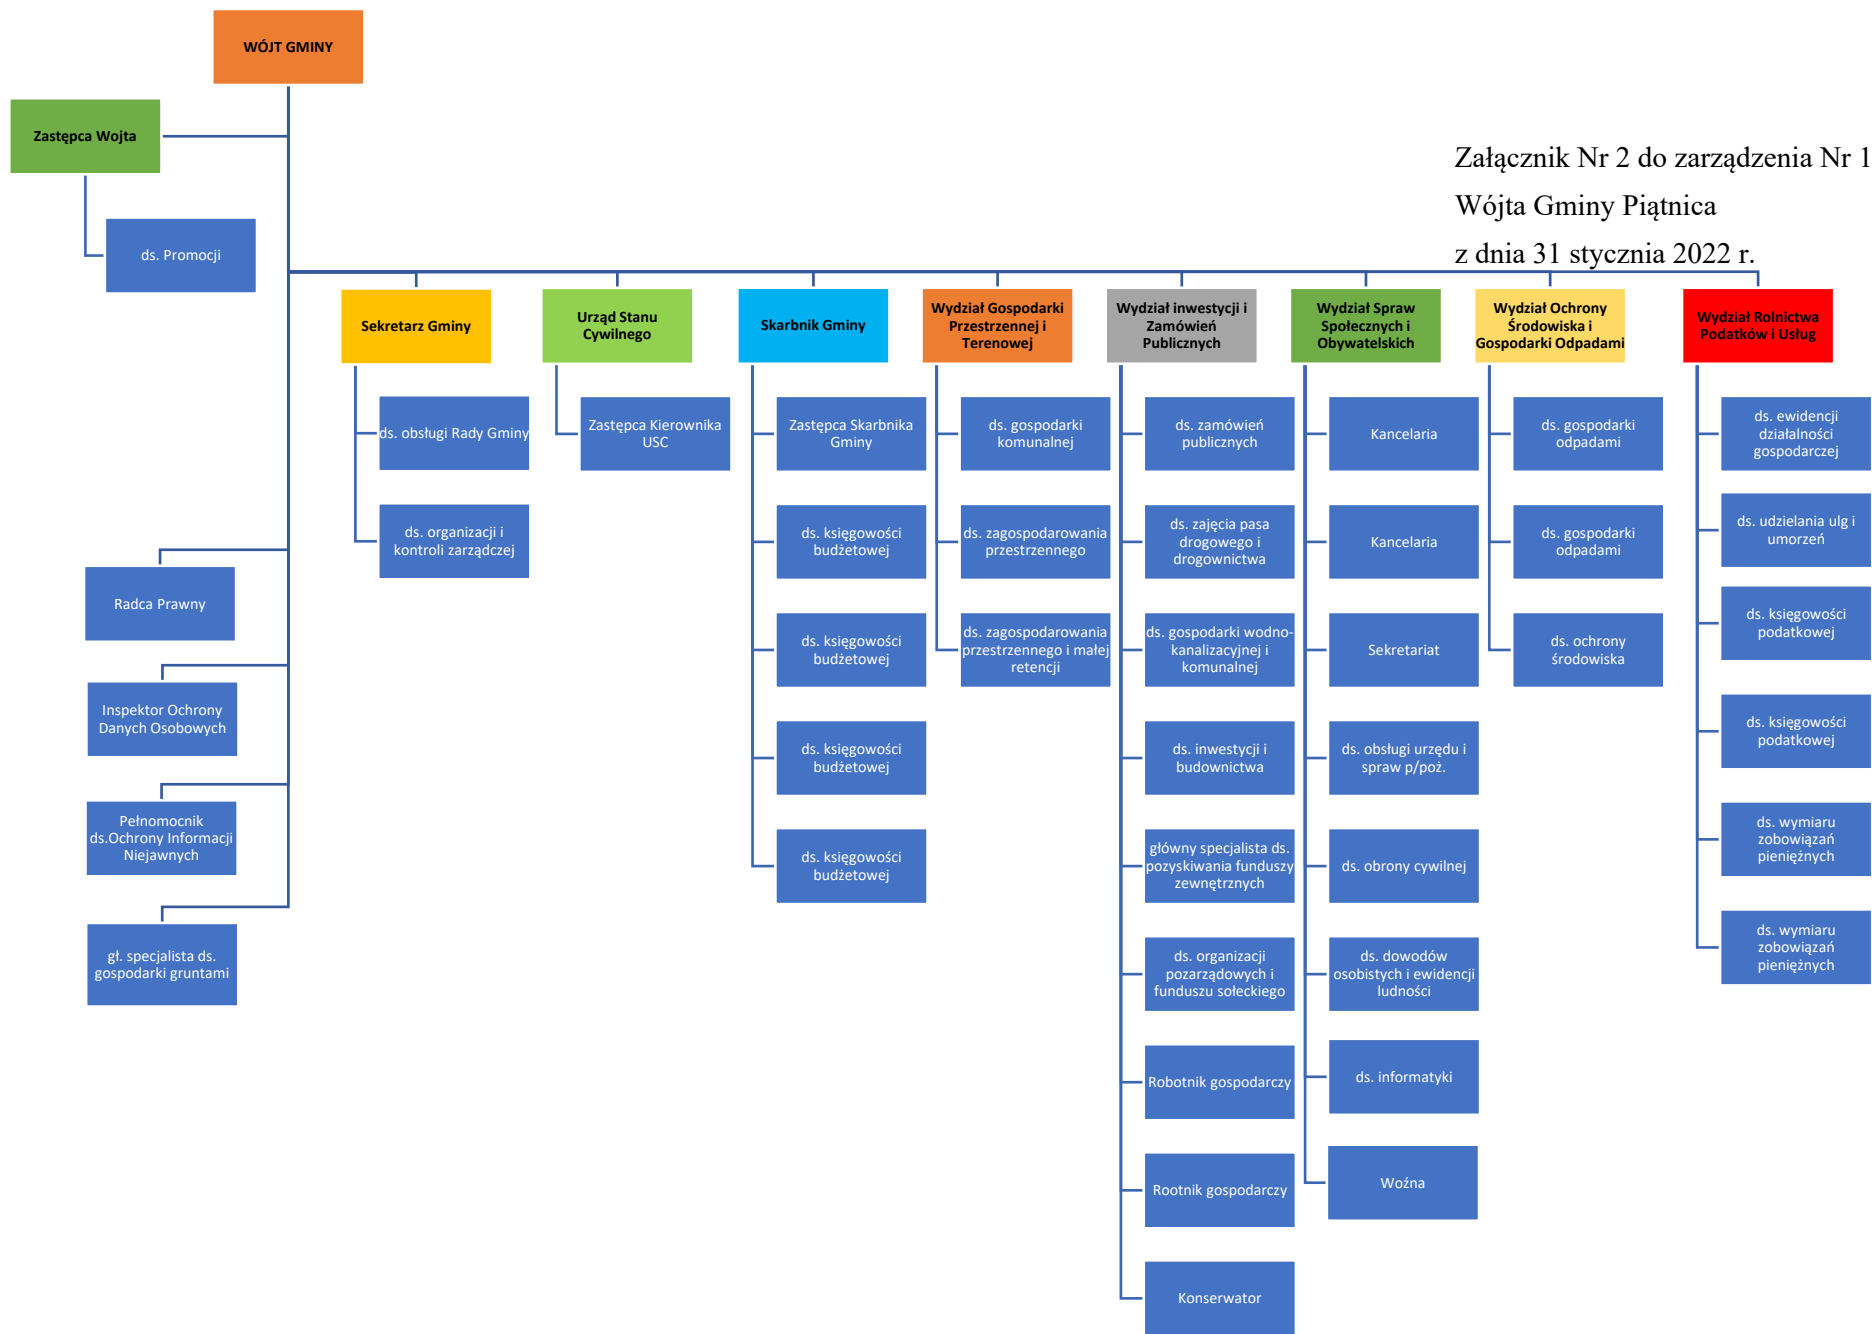 WÓJT GMINY
Zastępca Wojta
ds. Promocji
Załącznik Nr 2 do zarządzenia Nr 1
Wójta Gminy Piątnica
z dnia 31 stycznia 2022 r.
Sekretarz Gminy
ds. obsługi Rady Gminy
ds. organizacji i
kontroli zarządczej
Urząd Stanu
Cywilnego
Zastępca Kierownika
USC
Skarbnik Gminy
Zastępca Skarbnika
Gminy
ds. księgowości
budżetowej
ds. księgowości
budżetowej
ds. księgowości
budżetowej
ds. księgowości
budżetowej
Wydział Gospodarki
Przestrzennej i
Terenowej
ds. gospodarki
komunalnej
ds. zagospodarowania
przestrzennego
ds. zagospodarowania
przestrzennego i małej
retencji
Wydział inwestycji i
Zamówień
Publicznych
ds. zamówień
publicznych
ds. zajęcia pasa
drogowego i
drogownictwa
ds. gospodarki wodno-
kanalizacyjnej i
komunalnej
ds. inwestycji i
budownictwa
główny specjalista ds.
pozyskiwania funduszy
zewnętrznych
ds. organizacji
pozarządowych i
funduszu sołeckiego
Robotnik gospodarczy
Rootnik gospodarczy
Konserwator
Wydział Spraw
Społecznych i
Obywatelskich
Kancelaria
Kancelaria
Sekretariat
ds. obsługi urzędu i
spraw p/poż.
ds. obrony cywilnej
ds. dowodów
osobistych i ewidencji
ludności
ds. informatyki
Woźna
Wydział Ochrony
Środowiska i
Gospodarki Odpadami
ds. gospodarki
odpadami
ds. gospodarki
odpadami
ds. ochrony
środowiska
Wydział Rolnictwa
Podatków i Usług
ds. ewidencji
działalności
gospodarczej
ds. udzielania ulg i
umorzeń
ds. księgowości
podatkowej
ds. księgowości
podatkowej
ds. wymiaru
zobowiązań
pieniężnych
ds. wymiaru
zobowiązań
pieniężnych
Radca Prawny
Inspektor Ochrony
Danych Osobowych
Pełnomocnik
ds.Ochrony Informacji
Niejawnych
gł. specjalista ds.
gospodarki gruntami